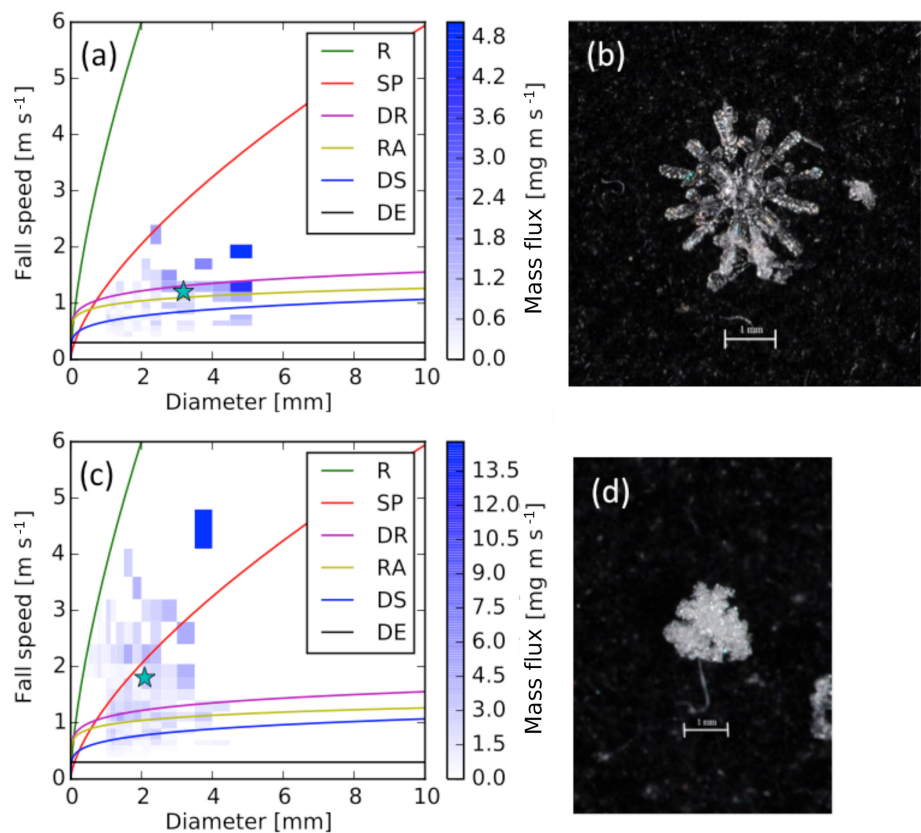 (a)
6
5
4
3
2
1
0
Fall speed [m s⁻¹]
0 2 4 6 8 10
Diameter [mm]
R
SP
DR
RA
DS
DE
4.8
4.2
3.6
3.0
2.4
1.8
1.2
0.6
0.0
Mass flux [mg m s⁻¹]
(b)
1 mm
(c)
6
5
4
3
2
1
0
Fall speed [m s⁻¹]
0 2 4 6 8 10
Diameter [mm]
R
SP
DR
RA
DS
DE
13.5
12.0
10.5
9.0
7.5
6.0
4.5
3.0
1.5
0.0
Mass flux [mg m s⁻¹]
(d)
1 mm